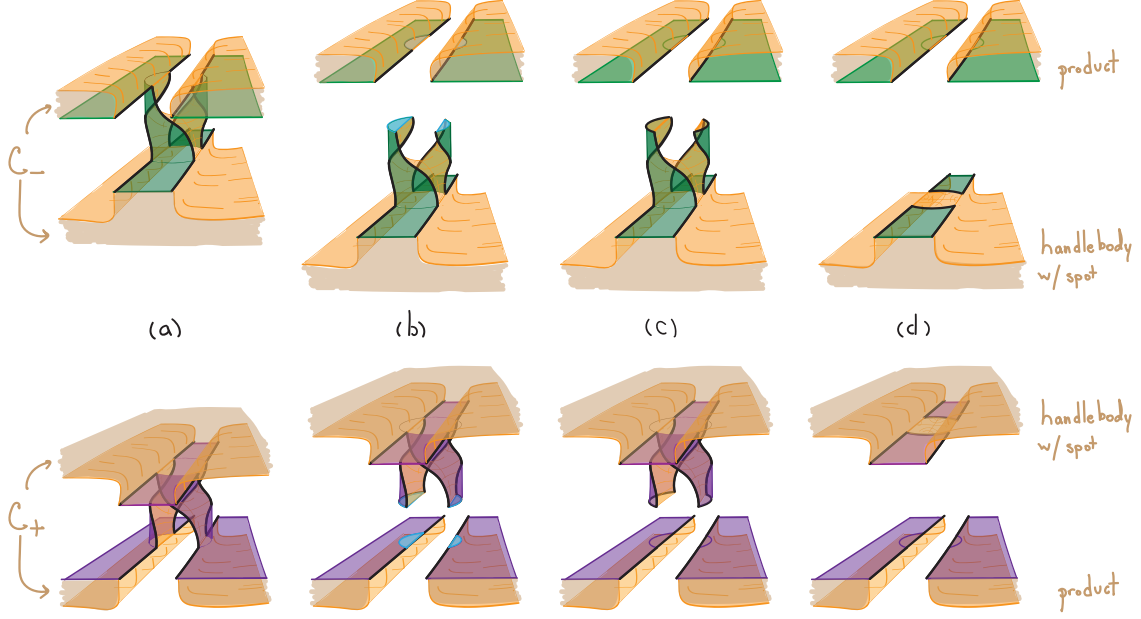 product
C-
handlebody
w/ spot
(a) (b) (c) (d)
handlebody
w/ spot
C+
product